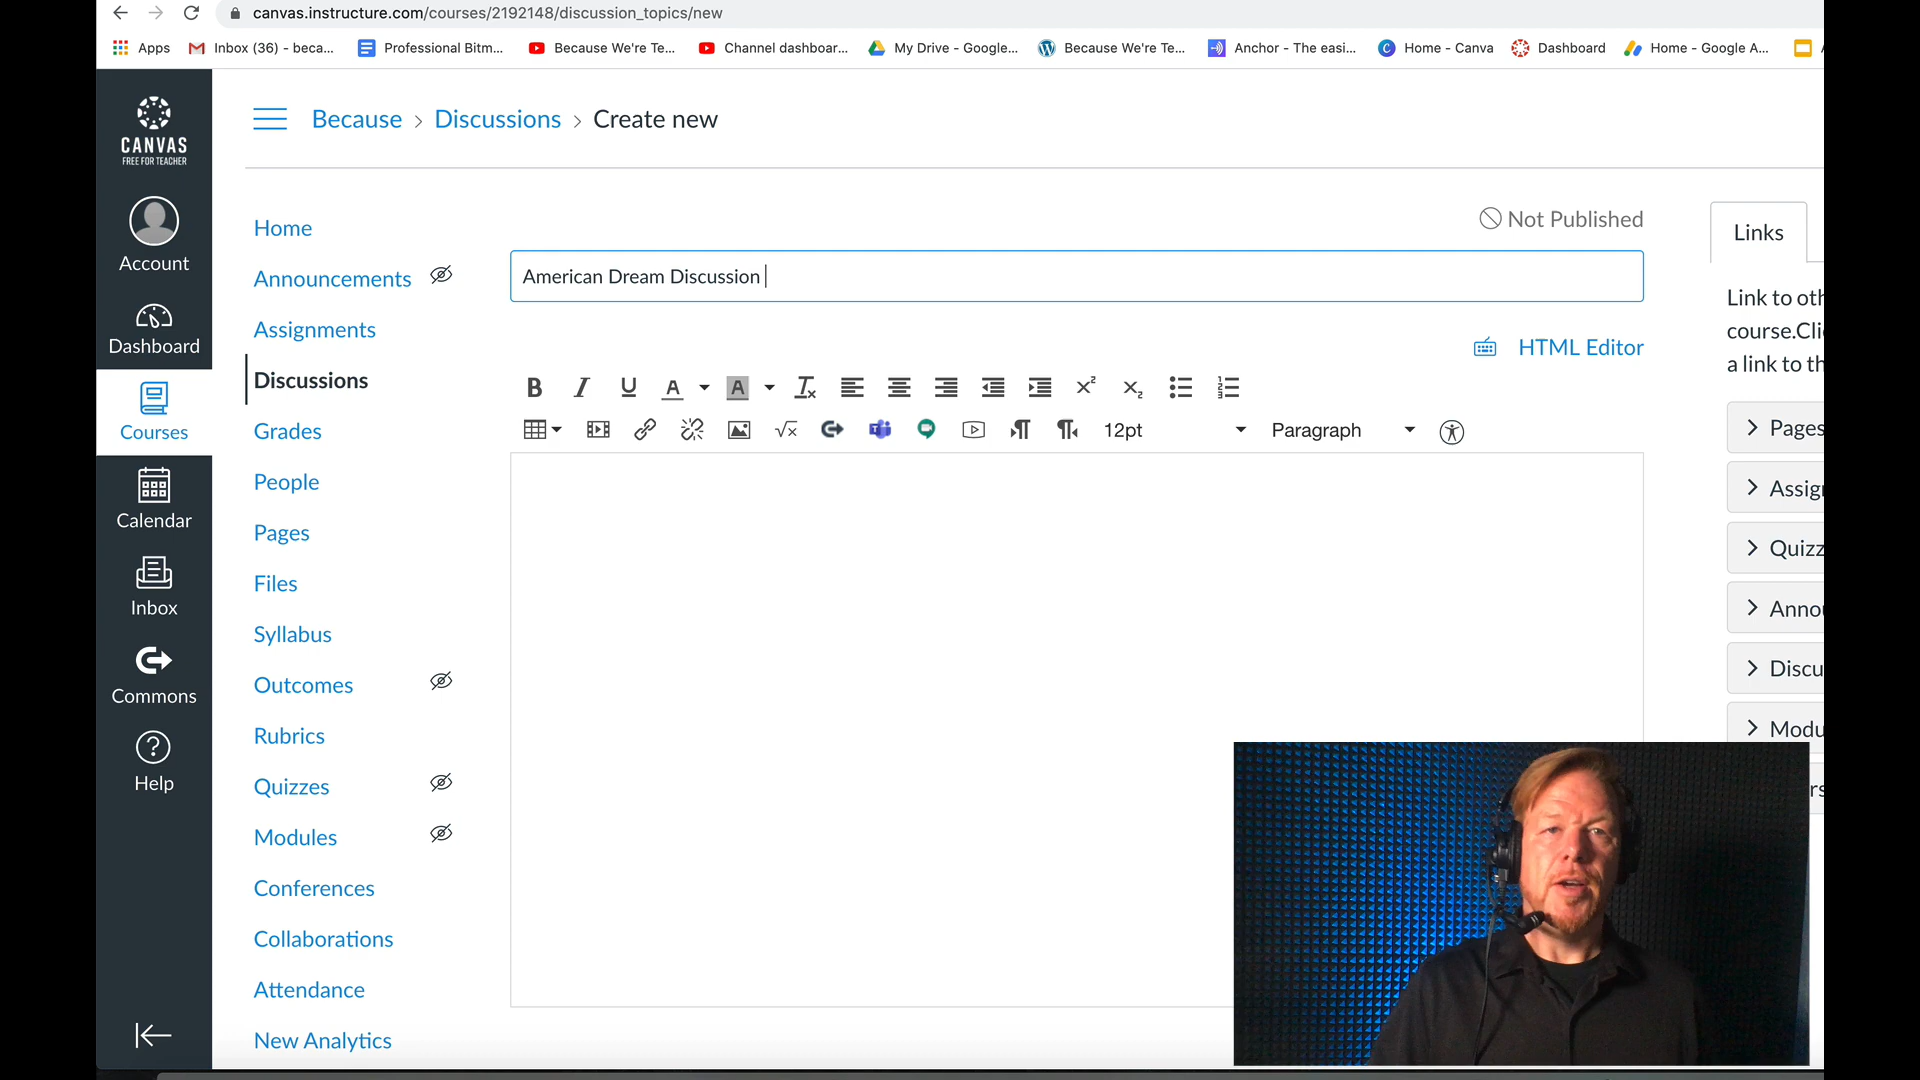 canvas.instructure.com/courses/2192148/discussion_topics/new
Apps Inbox (36) - beca... Professional Bitm... Because We're Te... Channel dashboar... My Drive - Google... Because We're Te... Anchor - The easi... Home - Canva Dashboard Home - Google A...
CANVAS
FREE FOR TEACHER
Account
Dashboard
Courses
Calendar
Inbox
Commons
Help
Because > Discussions > Create new
Home
Announcements
Assignments
Discussions
Grades
People
Pages
Files
Syllabus
Outcomes
Rubrics
Quizzes
Modules
Conferences
Collaborations
Attendance
New Analytics
Not Published
American Dream Discussion
HTML Editor
12pt Paragraph
Links
Link to oth
course.Cli
a link to th
Pages
Assig
Quizz
Annou
Discu
Modu